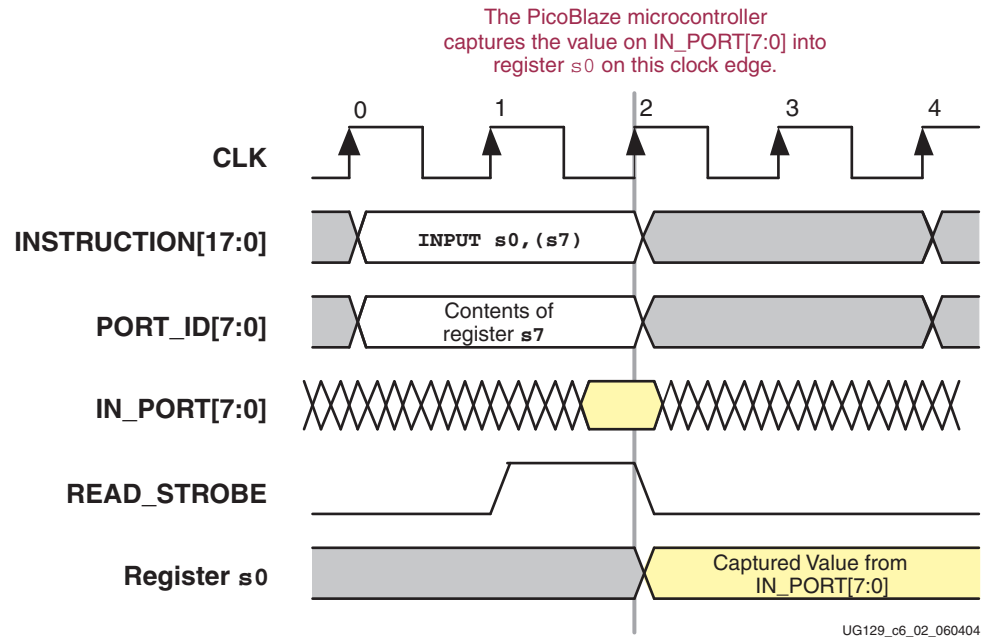 The PicoBlaze microcontroller
captures the value on IN_PORT[7:0] into
register s0 on this clock edge.
0 1 2 3 4
CLK
INSTRUCTION[17:0]
INPUT s0,(s7)
PORT_ID[7:0]
Contents of
register s7
IN_PORT[7:0]
READ_STROBE
Register s0
Captured Value from
IN_PORT[7:0]
UG129_c6_02_060404